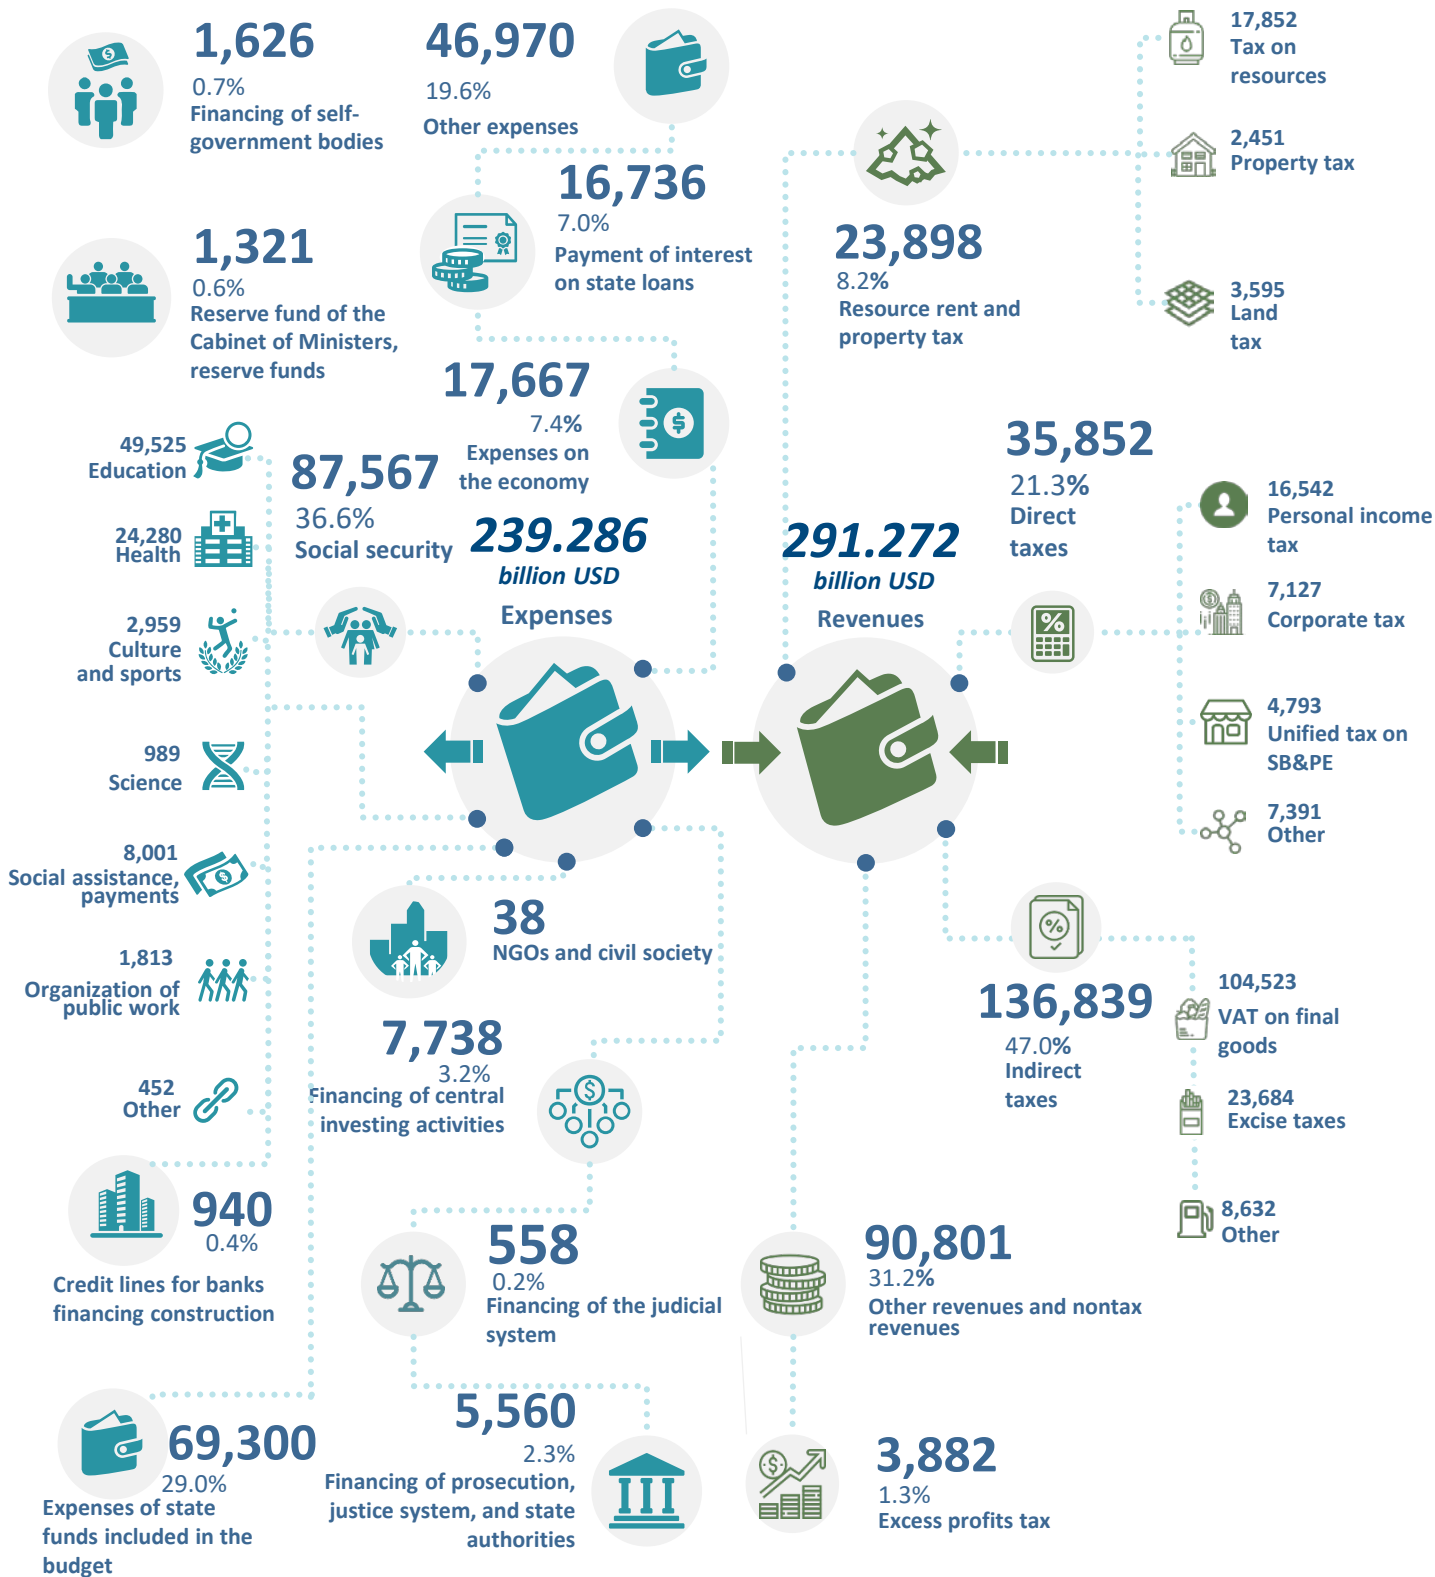 1,626
0.7%
Financing of self-
government bodies
46,970
19.6%
Other expenses
1,321
0.6%
Reserve fund of the
Cabinet of Ministers,
reserve funds
16,736
7.0%
Payment of interest
on state loans
17,667
7.4%
Expenses on
the economy
49,525
Education
24,280
Health
2,959
Culture
and sports
989
Science
8,001
Social assistance,
payments
1,813
Organization of
public work
452
Other
87,567
36.6%
Social security
239.286
billion USD
Expenses
38
NGOs and civil society
7,738
3.2%
Financing of central
investing activities
940
0.4%
Credit lines for banks
financing construction
558
0.2%
Financing of the judicial
system
69,300
29.0%
Expenses of state
funds included in the
budget
5,560
2.3%
Financing of prosecution,
justice system, and state
authorities
291.272
billion USD
Revenues
23,898
8.2%
Resource rent and
property tax
17,852
Tax on
resources
2,451
Property tax
3,595
Land
tax
35,852
21.3%
Direct
taxes
16,542
Personal income
tax
7,127
Corporate tax
4,793
Unified tax on
SB&PE
7,391
Other
136,839
47.0%
Indirect
taxes
104,523
VAT on final
goods
23,684
Excise taxes
8,632
Other
90,801
31.2%
Other revenues and nontax
revenues
3,882
1.3%
Excess profits tax